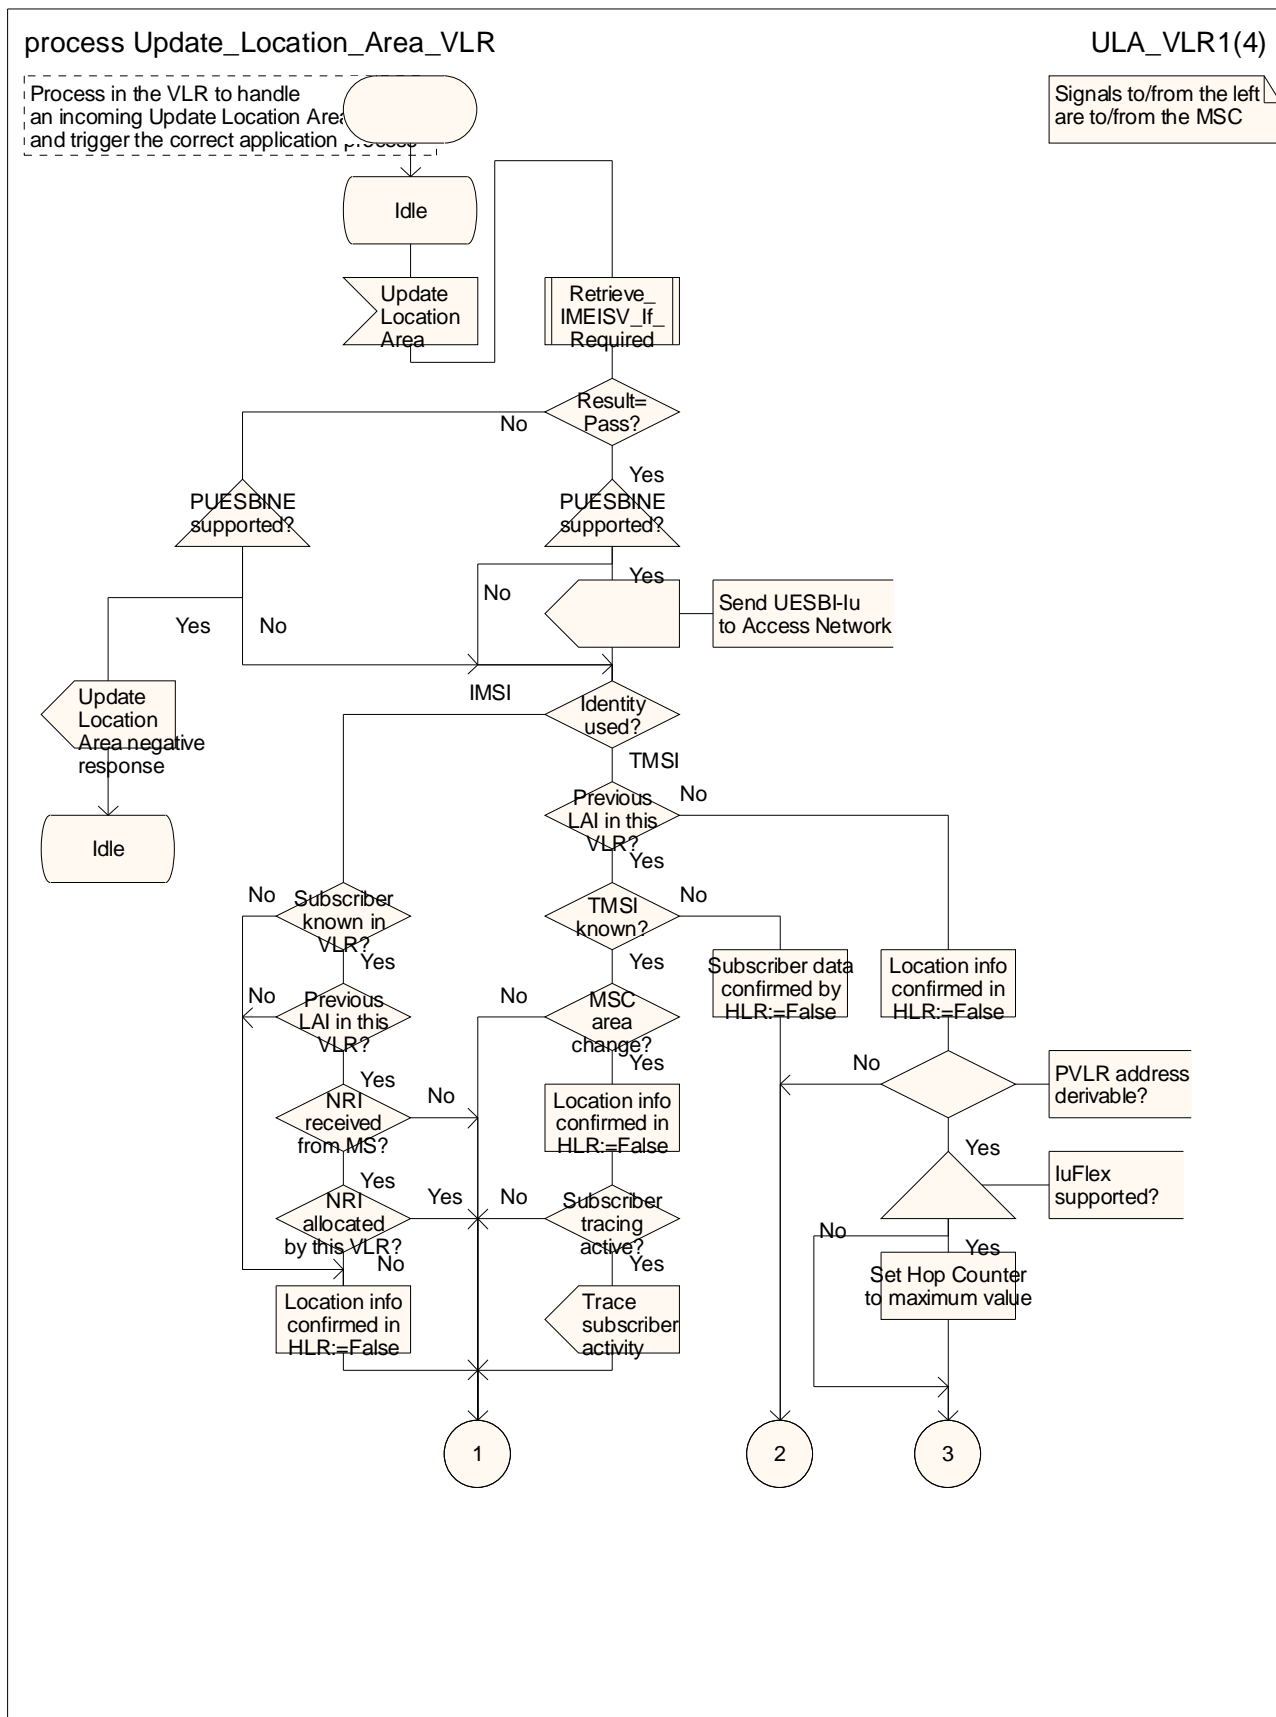 process Update_Location_Area_VLR
ULA_VLR1(4)
Process in the VLR to handle
an incoming Update Location Area
and trigger the correct application process
Signals to/from the left
are to/from the MSC
Idle
Update
Location
Area
Retrieve_
IMEISV_If_
Required
Result=
Pass?
No
Yes
PUESBINE
supported?
PUESBINE
supported?
Yes
No
Send UESBI-Iu
to Access Network
Yes
No
IMSI
Identity
used?
Update
Location
Area negative
response
TMSI
Previous
LAI in this
VLR?
No
Yes
Idle
No
Subscriber
known in
VLR?
Yes
TMSI
known?
No
Yes
Subscriber data
confirmed by
HLR:=False
Location info
confirmed in
HLR:=False
No
Previous
LAI in this
VLR?
Yes
No
MSC
area
change?
Yes
No
PVLR address
derivable?
Yes
NRI
received
from MS?
No
Yes
Location info
confirmed in
HLR:=False
IuFlex
supported?
NRI
allocated
by this VLR?
Yes
No
No
Subscriber
tracing
active?
Yes
No
Yes
Set Hop Counter
to maximum value
Location info
confirmed in
HLR:=False
Trace
subscriber
activity
1
2
3